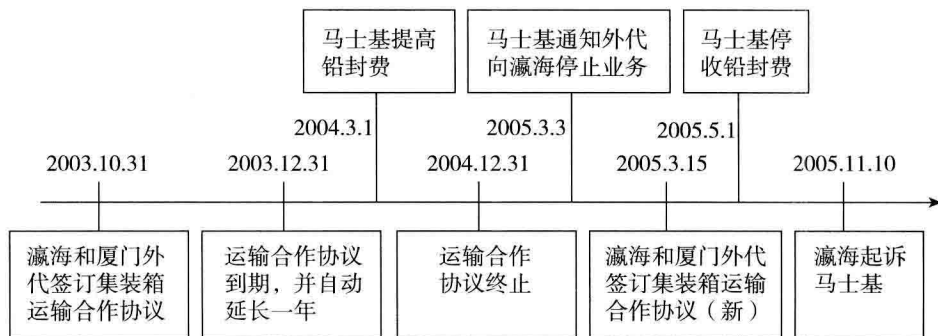 马士基提高
铅封费
马士基通知外代
向瀛海停止业务
马士基停
收铅封费
2004.3.1
2005.3.3
2005.5.1
2003.10.31
2003.12.31
2004.12.31
2005.3.15
2005.11.10
瀛海和厦门外
代签订集装箱
运输合作协议
运输合作协议
到期，并自动
延长一年
运输合作
协议终止
瀛海和厦门外代
签订集装箱运输
合作协议（新）
瀛海起诉
马士基